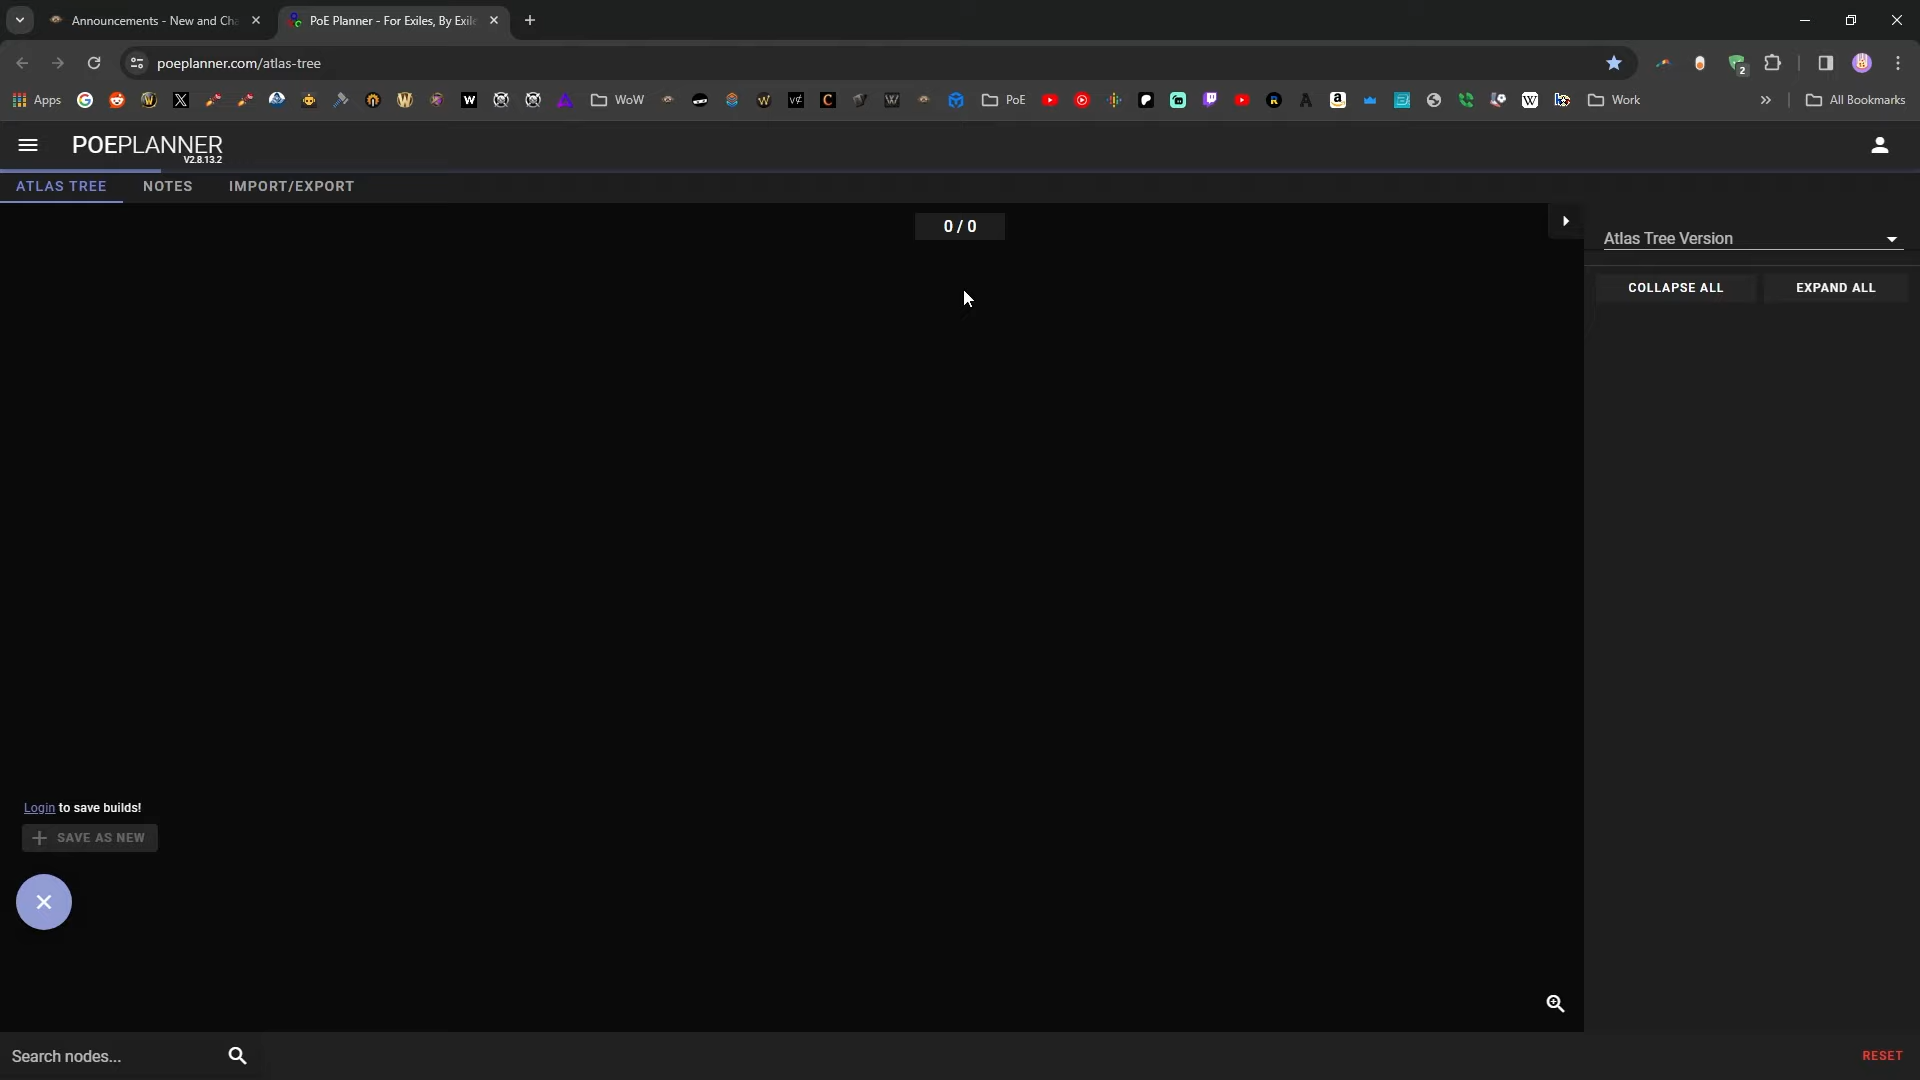 Announcements - New and Ch
PoE Planner - For Exiles, By Exile
poeplanner.com/atlas-tree
2
Apps
WoW
PoE
Work
All Bookmarks
POEPLANNER
V2.8.13.2
ATLAS TREE
NOTES
IMPORT/EXPORT
0 / 0
Atlas Tree Version
COLLAPSE ALL
EXPAND ALL
Login to save builds!
SAVE AS NEW
Search nodes...
RESET